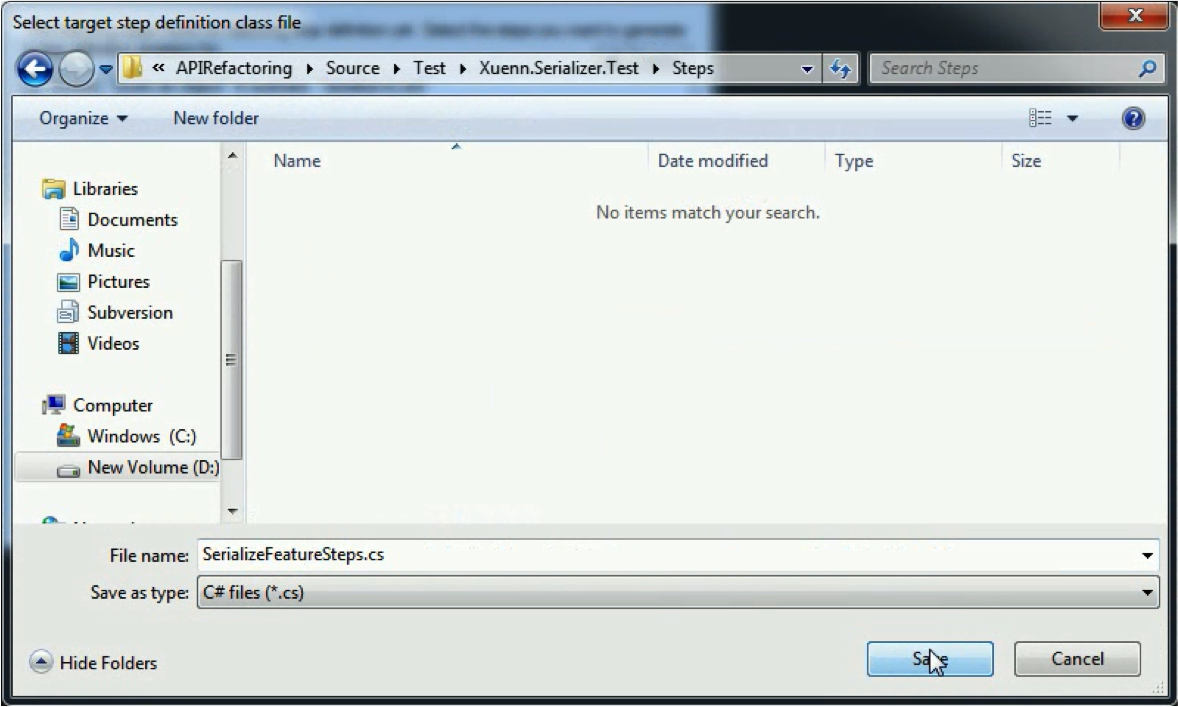 Select target step definition class file
« APIRefactoring ▸ Source ▸ Test ▸ Xuenn.Serializer.Test ▸ Steps
Search Steps
Organize
New folder
Name
Date modified
Type
Size
No items match your search.
Libraries
Documents
Music
Pictures
Subversion
Videos
Computer
Windows (C:)
New Volume (D:)
File name: SerializeFeatureSteps.cs
Save as type: C# files (*.cs)
Hide Folders
Save
Cancel